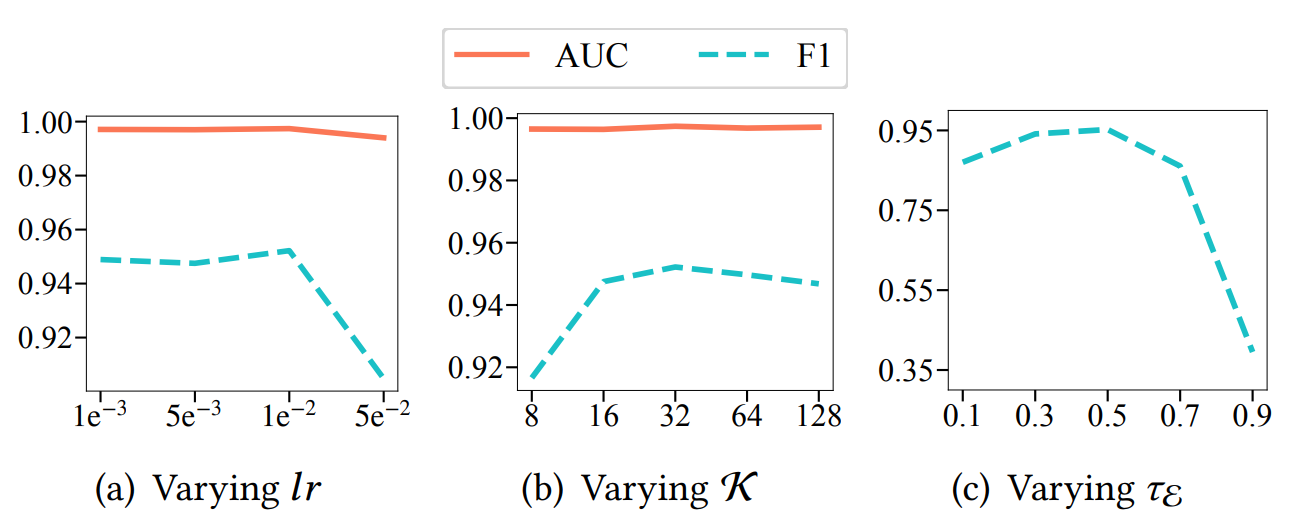 AUC F1
1.00
0.98
0.96
0.94
0.92
1e⁻³ 5e⁻³ 1e⁻² 5e⁻²
(a) Varying lr
1.00
0.98
0.96
0.94
0.92
8 16 32 64 128
(b) Varying 𝒦
0.95
0.75
0.55
0.35
0.1 0.3 0.5 0.7 0.9
(c) Varying τ_ℰ